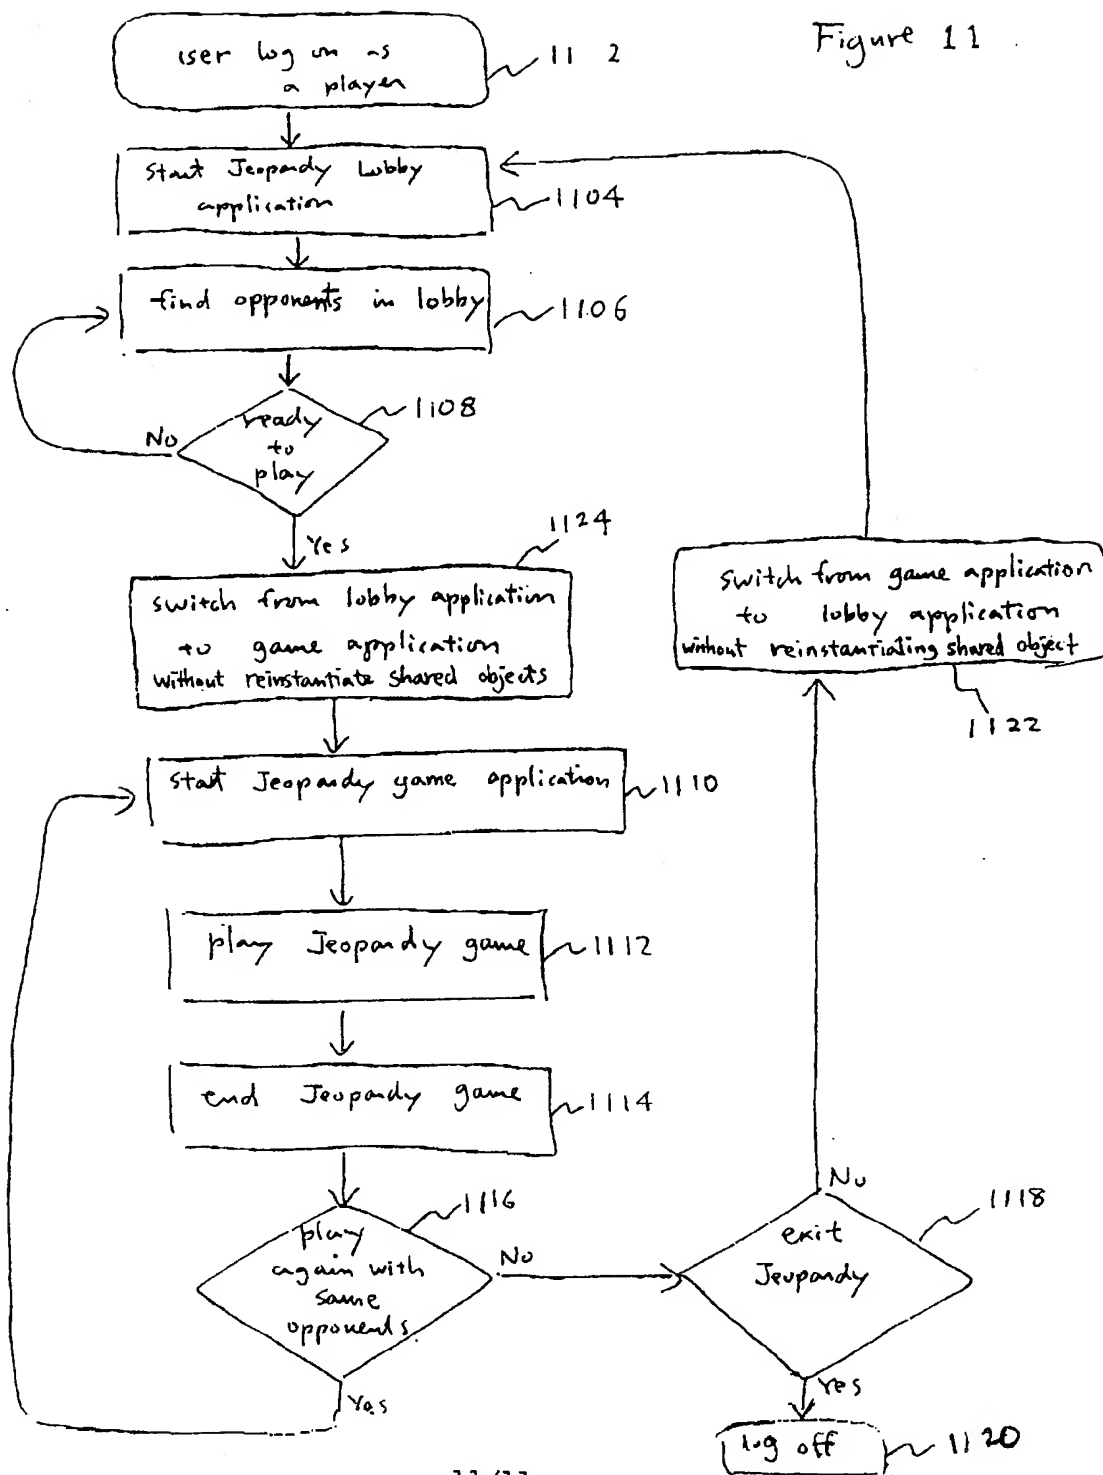 Figure 11
user log on as
a player
11 2
Start Jeopardy Lobby
application
1104
find opponents in lobby
1106
ready
to
play
1108
No
Yes
1124
switch from lobby application
to game application
without reinstantiate shared objects
switch from game application
to lobby application
without reinstantiating shared object
1122
start Jeopardy game application
1110
play Jeopardy game
1112
end Jeopardy game
1114
play
again with
same
opponents
1116
No
Yes
exit
Jeopardy
1118
No
Yes
log off
1120
11/11